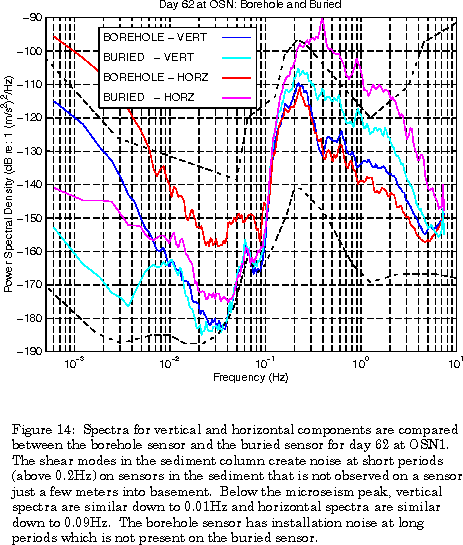 Day 62 at OSN: Borehole and Buried
BOREHOLE – VERT
BURIED – VERT
BOREHOLE – HORZ
BURIED – HORZ
Power Spectral Density (dB re: 1 (m/s²)²/Hz)
−90
−100
−110
−120
−130
−140
−150
−160
−170
−180
−190
10⁻³
10⁻²
10⁻¹
10⁰
10¹
Frequency (Hz)
Figure 14: Spectra for vertical and horizontal components are compared
between the borehole sensor and the buried sensor for day 62 at OSN1.
The shear modes in the sediment column create noise at short periods
(above 0.2Hz) on sensors in the sediment that is not observed on a sensor
just a few meters into basement. Below the microseism peak, vertical
spectra are similar down to 0.01Hz and horizontal spectra are similar
down to 0.09Hz. The borehole sensor has installation noise at long
periods which is not present on the buried sensor.